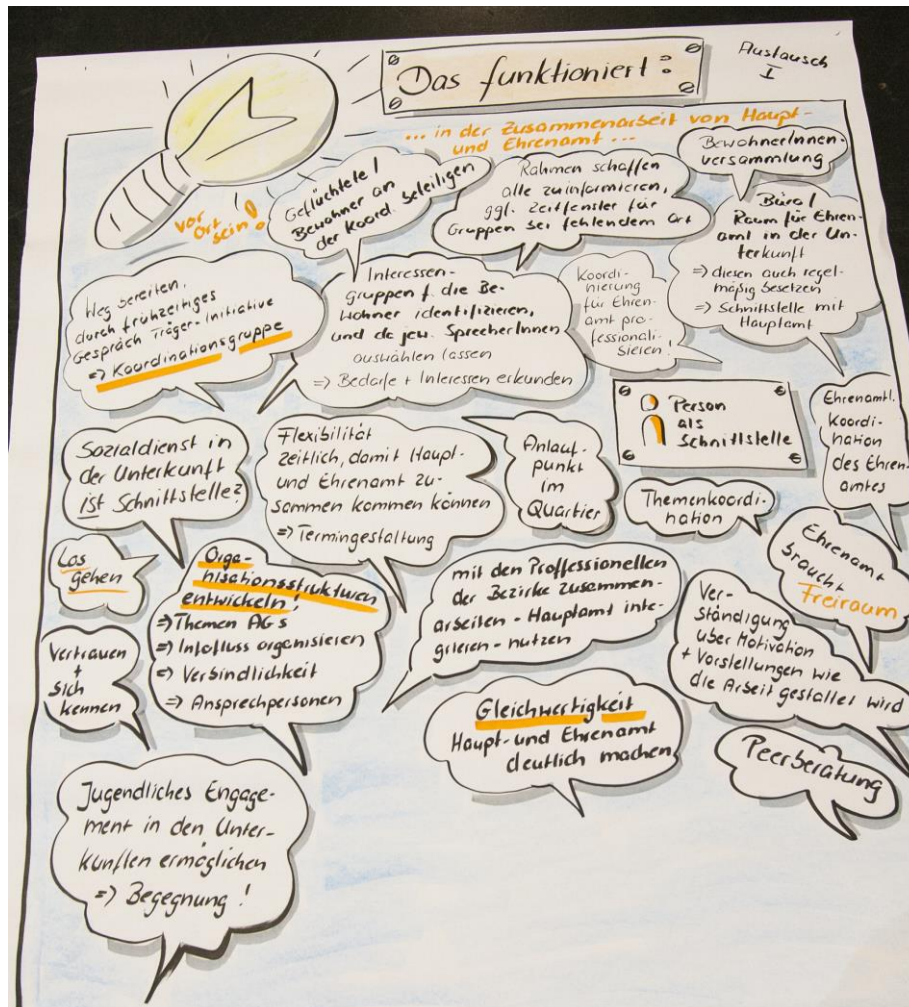 Das funktioniert:
Austausch
I
... in der Zusammenarbeit von Haupt-
und Ehrenamt ...
vor
Ort
sein!
Geflüchtete /
Bewohner an
der Koord. beteiligen
Rahmen schaffen
alle zu informieren,
ggf. Zeitfenster für
Gruppen bei fehlendem Ort
BewohnerInnen-
versammlung
Büro /
Raum für Ehren-
amt in der Un-
terkunft
=> diesen auch regel-
mäßig besetzen
=> Schnittstelle mit
Hauptamt
Weg bereiten,
durch frühzeitiges
Gespräch Träger-Initiative
=> Koordinationsgruppe
Interessen-
gruppen f. die Be-
wohner identifizieren,
und da jew. SprecherInnen
auswählen lassen
=> Bedarfe + Interessen erkunden
Koordi-
nierung
für Ehren-
amt pro-
fessionali-
sieren!
Person
als
Schnittstelle
Ehrenamtl.
Koordi-
nation
des Ehren-
amtes
Sozialdienst in
der Unterkunft
ist Schnittstelle?
Flexibilität
zeitlich, damit Haupt-
und Ehrenamt zu-
sammen kommen können
=> Termingestaltung
Anlauf-
punkt
im
Quartier
Themenkoordi-
nation
Ehrenamt
braucht
Freiraum
Los
gehen
Orga-
nisationsstrukturen
entwickeln!
=> Themen AGs
=> Infofluss organisieren
=> Verbindlichkeit
=> Ansprechpersonen
mit den Proffessionellen
der Bezirke zusammen-
arbeiten - Hauptamt inte-
grieren - nutzen
Ver-
ständigung
über Motivation
+ Vorstellungen wie
die Arbeit gestaltet wird
Vertrauen
+
sich
kennen
Gleichwertigkeit
Haupt- und Ehrenamt
deutlich machen
Peerberatung
Jugendliches Engage-
ment in den Unter-
künften ermöglichen
=> Begegnung!